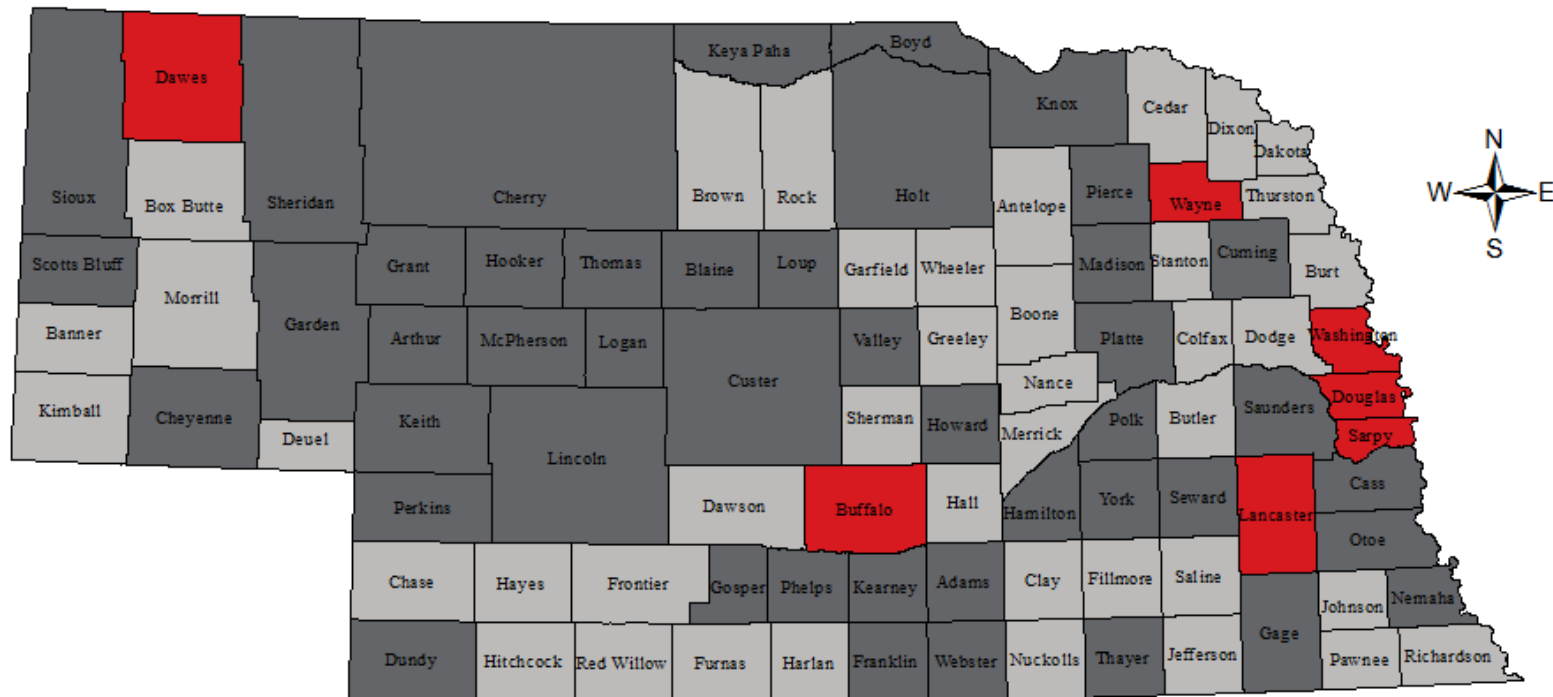 Keya Paha
Boyd
Dawes
Knox
Cedar
Dixon
Dakota
N
W
E
S
Sioux
Box Butte
Sheridan
Cherry
Brown
Rock
Holt
Antelope
Pierce
Wayne
Thurston
Scotts Bluff
Morrill
Grant
Hooker
Thomas
Blaine
Loup
Garfield
Wheeler
Madison
Stanton
Cuming
Burt
Banner
Garden
Arthur
McPherson
Logan
Custer
Valley
Greeley
Boone
Platte
Colfax
Dodge
Washington
Kimball
Cheyenne
Deuel
Keith
Lincoln
Sherman
Howard
Nance
Merrick
Polk
Butler
Saunders
Douglas
Sarpy
Perkins
Dawson
Buffalo
Hall
Hamilton
York
Seward
Lancaster
Cass
Otoe
Chase
Hayes
Frontier
Gosper
Phelps
Kearney
Adams
Clay
Fillmore
Saline
Johnson
Nemaha
Dundy
Hitchcock
Red Willow
Furnas
Harlan
Franklin
Webster
Nuckolls
Thayer
Jefferson
Gage
Pawnee
Richardson